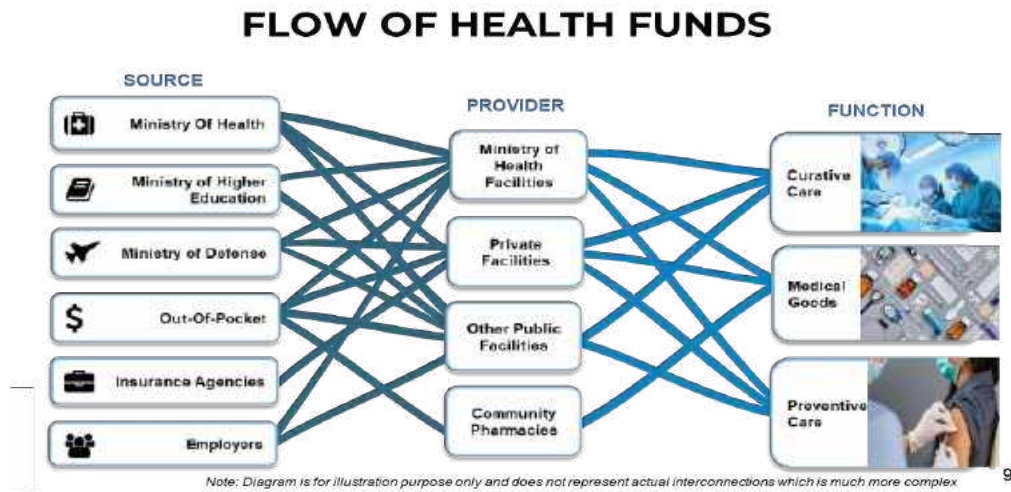 FLOW OF HEALTH FUNDS
SOURCE
Ministry Of Health
Ministry of Higher
Education
Ministry of Defense
$
Out-Of-Pocket
Insurance Agencies
Employers
PROVIDER
Ministry of
Health
Facilities
Private
Facilities
Other Public
Facilities
Community
Pharmacies
FUNCTION
Curative
Care
Medical
Goods
Preventive
Care
Note: Diagram is for illustration purpose only and does not represent actual interconnections which is much more complex
9